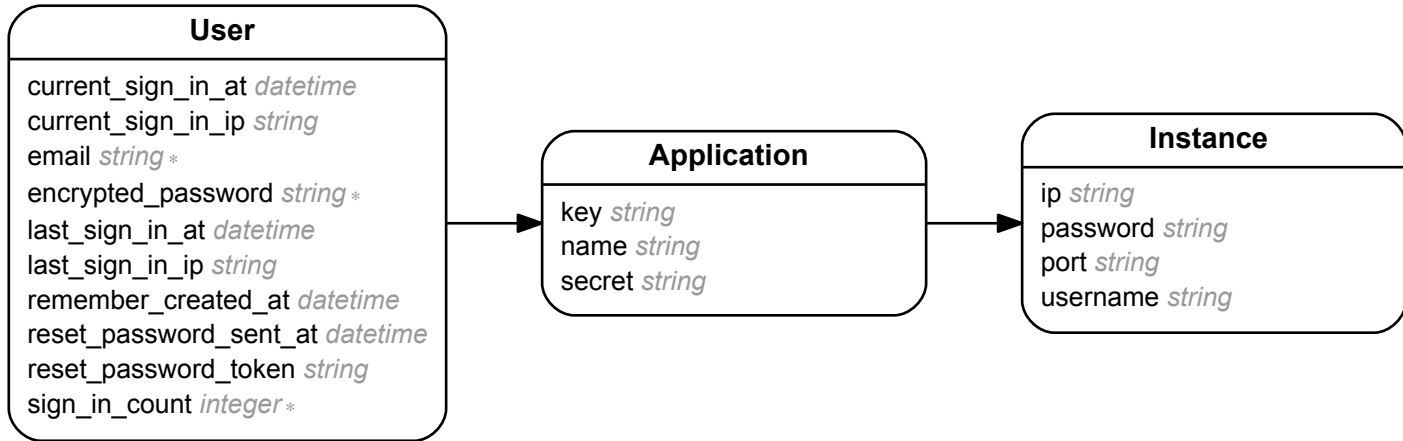 User
current_sign_in_at datetime
current_sign_in_ip string
email string *
encrypted_password string *
last_sign_in_at datetime
last_sign_in_ip string
remember_created_at datetime
reset_password_sent_at datetime
reset_password_token string
sign_in_count integer *
Application
key string
name string
secret string
Instance
ip string
password string
port string
username string